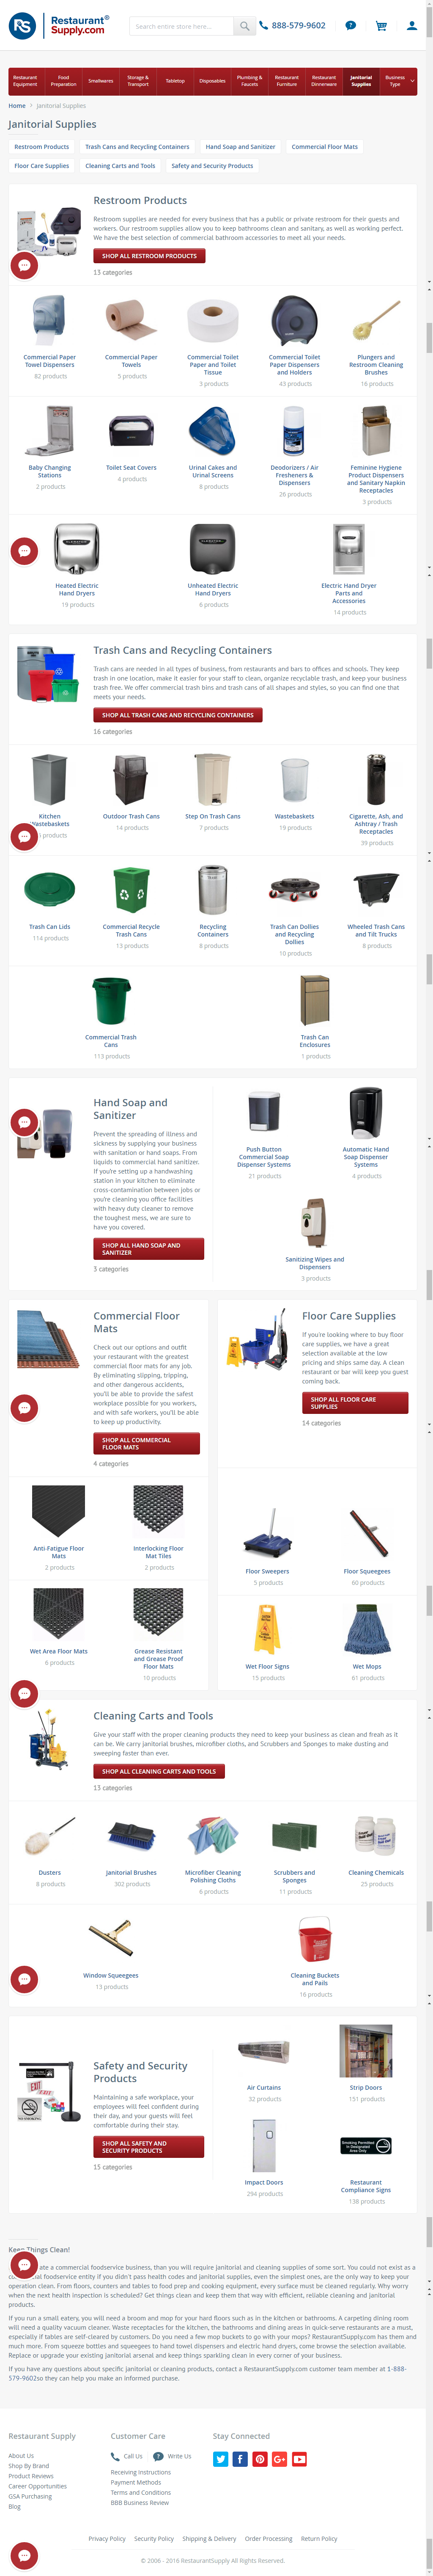 RS Restaurant Supply.com®
Search entire store here...
888-579-9602
Restaurant Equipment
Food Preparation
Smallwares
Storage & Transport
Tabletop
Disposables
Plumbing & Faucets
Restaurant Furniture
Restaurant Dinnerware
Janitorial Supplies
Business Type
Home > Janitorial Supplies
Janitorial Supplies
Restroom Products
Trash Cans and Recycling Containers
Hand Soap and Sanitizer
Commercial Floor Mats
Floor Care Supplies
Cleaning Carts and Tools
Safety and Security Products
Restroom Products
Restroom supplies are needed for every business that has a public or private restroom for their guests and
workers. Our restroom supplies allow you to keep bathrooms clean and sanitary, as well as working perfect.
We have the best selection of commercial bathroom accessories to meet all your needs.
SHOP ALL RESTROOM PRODUCTS
13 categories
Commercial Paper Towel Dispensers
82 products
Commercial Paper Towels
5 products
Commercial Toilet Paper and Toilet Tissue
3 products
Commercial Toilet Paper Dispensers and Holders
43 products
Plungers and Restroom Cleaning Brushes
16 products
Baby Changing Stations
2 products
Toilet Seat Covers
4 products
Urinal Cakes and Urinal Screens
8 products
Deodorizers / Air Fresheners & Dispensers
26 products
Feminine Hygiene Product Dispensers and Sanitary Napkin Receptacles
3 products
Heated Electric Hand Dryers
19 products
Unheated Electric Hand Dryers
6 products
Electric Hand Dryer Parts and Accessories
14 products
Trash Cans and Recycling Containers
Trash cans are needed in all types of business, from restaurants and bars to offices and schools. They keep
trash in one location, make it easier for your staff to clean, organize recyclable trash, and keep your business
trash free. We offer commercial trash bins and trash cans of all shapes and styles, so you can find one that
meets your needs.
SHOP ALL TRASH CANS AND RECYCLING CONTAINERS
16 categories
Kitchen Wastebaskets
products
Outdoor Trash Cans
14 products
Step On Trash Cans
7 products
Wastebaskets
19 products
Cigarette, Ash, and Ashtray / Trash Receptacles
39 products
Trash Can Lids
114 products
Commercial Recycle Trash Cans
13 products
Recycling Containers
8 products
Trash Can Dollies and Recycling Dollies
10 products
Wheeled Trash Cans and Tilt Trucks
8 products
Commercial Trash Cans
113 products
Trash Can Enclosures
1 products
Hand Soap and Sanitizer
Prevent the spreading of illness and
sickness by supplying your business
with sanitation or hand soaps. From
liquids to commercial hand sanitizer.
If you're setting up a handwashing
station in your kitchen to eliminate
cross-contamination between jobs or
you're cleaning you office facilities
with heavy duty cleaner to remove
the toughest mess, we are sure to
have you covered.
SHOP ALL HAND SOAP AND SANITIZER
3 categories
Push Button Commercial Soap Dispenser Systems
21 products
Automatic Hand Soap Dispenser Systems
4 products
Sanitizing Wipes and Dispensers
3 products
Commercial Floor Mats
Check out our options and outfit
your restaurant with the greatest
commercial floor mats for any job.
By eliminating slipping, tripping,
and other dangerous accidents,
you'll be able to provide the safest
workplace possible for you workers,
and with safe workers, you'll be able
to keep up productivity.
SHOP ALL COMMERCIAL FLOOR MATS
4 categories
Anti-Fatigue Floor Mats
2 products
Interlocking Floor Mat Tiles
2 products
Wet Area Floor Mats
6 products
Grease Resistant and Grease Proof Floor Mats
10 products
Floor Care Supplies
If you're looking where to buy floor
care supplies, we have a great
selection available at the low
pricing and ships same day. A clean
restaurant or bar will keep you guest
coming back.
SHOP ALL FLOOR CARE SUPPLIES
14 categories
Floor Sweepers
5 products
Floor Squeegees
60 products
Wet Floor Signs
15 products
Wet Mops
61 products
Cleaning Carts and Tools
Give your staff with the proper cleaning products they need to keep your business as clean and freah as it
can be. We carry janitorial brushes, microfiber cloths, and Scrubbers and Sponges to make dusting and
sweeping faster than ever.
SHOP ALL CLEANING CARTS AND TOOLS
13 categories
Dusters
8 products
Janitorial Brushes
302 products
Microfiber Cleaning Polishing Cloths
6 products
Scrubbers and Sponges
11 products
Cleaning Chemicals
25 products
Window Squeegees
13 products
Cleaning Buckets and Pails
16 products
Safety and Security Products
Maintaining a safe workplace, your
employees will feel confident during
their day, and your guests will feel
comfortable during their stay.
SHOP ALL SAFETY AND SECURITY PRODUCTS
15 categories
Air Curtains
32 products
Strip Doors
151 products
Impact Doors
294 products
Restaurant Compliance Signs
138 products
Things Clean!
ate a commercial foodservice business, than you will require janitorial and cleaning supplies of some sort. You could not exist as a
foodservice entity if you didn't pass health codes and janitorial supplies, even the simplest ones, are the only way to keep your
operation clean. From floors, counters and tables to food prep and cooking equipment, every surface must be cleaned regularly. Why worry
when the next health inspection is scheduled? Get things clean and keep them that way with efficient, reliable cleaning and janitorial
products.
If you run a small eatery, you will need a broom and mop for your hard floors such as in the kitchen or bathrooms. A carpeting dining room
will need a quality vacuum cleaner. Waste receptacles for the kitchen, the bathrooms and dining areas in quick-serve restaurants are a must,
especially if tables are self-cleared by customers. Do you need a few mop buckets to go with your mops? RestaurantSupply.com has them and
much more. From squeeze bottles and squeegees to hand towel dispensers and electric hand dryers, come browse the selection available.
Replace or upgrade your existing janitorial arsenal and keep things sparkling clean in every corner of your business.
If you have any questions about specific janitorial or cleaning products, contact a RestaurantSupply.com customer team member at 1-888-
579-9602so they can help you make an informed purchase.
Restaurant Supply
About Us
Shop By Brand
Product Reviews
Career Opportunities
GSA Purchasing
Blog
Customer Care
Call Us
Write Us
Receiving Instructions
Payment Methods
Terms and Conditions
BBB Business Review
Stay Connected
Privacy Policy
Security Policy
Shipping & Delivery
Order Processing
Return Policy
© 2006 - 2016 RestaurantSupply All Rights Reserved.